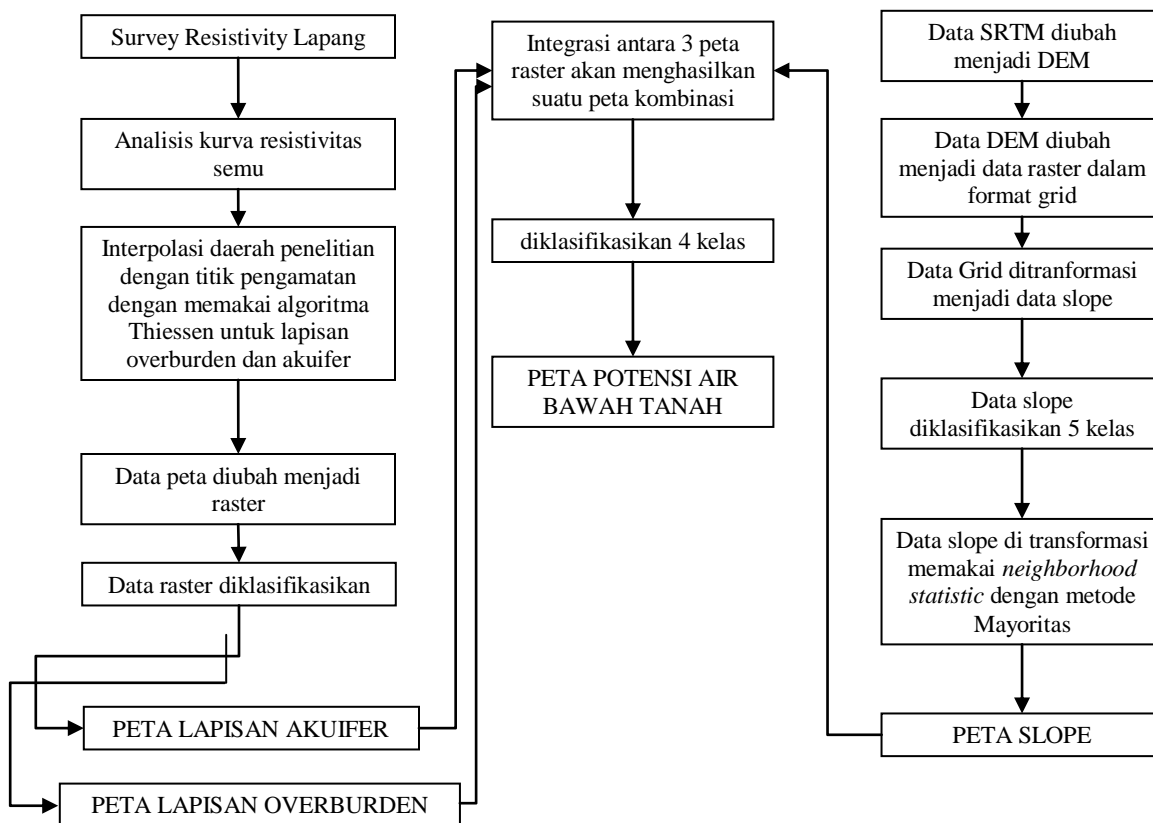 Survey Resistivity Lapang
Analisis kurva resistivitas
semu
Interpolasi daerah penelitian
dengan titik pengamatan
dengan memakai algoritma
Thiessen untuk lapisan
overburden dan akuifer
Data peta diubah menjadi
raster
Data raster diklasifikasikan
PETA LAPISAN AKUIFER
PETA LAPISAN OVERBURDEN
Integrasi antara 3 peta
raster akan menghasilkan
suatu peta kombinasi
diklasifikasikan 4 kelas
PETA POTENSI AIR
BAWAH TANAH
Data SRTM diubah
menjadi DEM
Data DEM diubah
menjadi data raster dalam
format grid
Data Grid ditranformasi
menjadi data slope
Data slope
diklasifikasikan 5 kelas
Data slope di transformasi
memakai neighborhood
statistic dengan metode
Mayoritas
PETA SLOPE